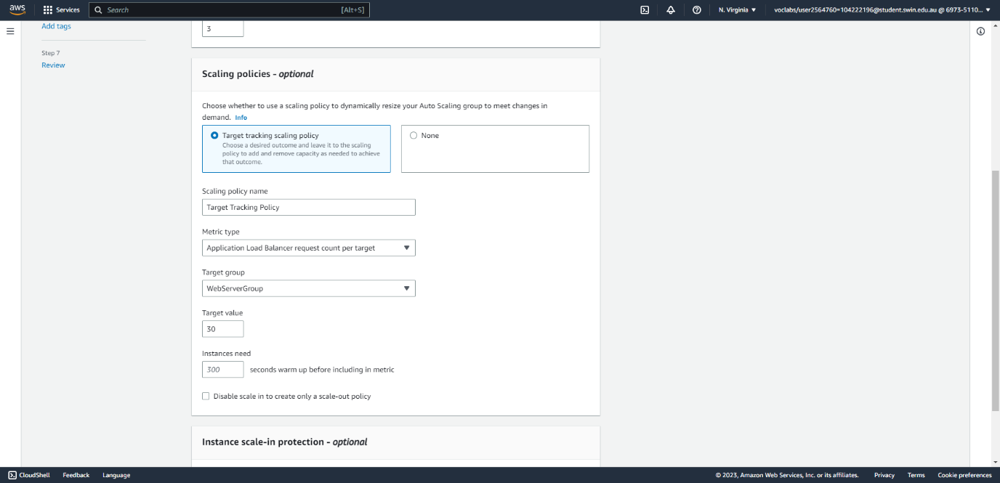 aws
Services
Search
[Alt+S]
N. Virginia
voclabs/user2564760=104222196@student.swin.edu.au @ 6973-5110...
Add tags
Step 7
Review
3
Scaling policies - optional
Choose whether to use a scaling policy to dynamically resize your Auto Scaling group to meet changes in
demand. Info
Target tracking scaling policy
Choose a desired outcome and leave it to the scaling
policy to add and remove capacity as needed to achieve
that outcome.
None
Scaling policy name
Target Tracking Policy
Metric type
Application Load Balancer request count per target
Target group
WebServerGroup
Target value
30
Instances need
300 seconds warm up before including in metric
Disable scale in to create only a scale-out policy
Instance scale-in protection - optional
CloudShell
Feedback
Language
© 2023, Amazon Web Services, Inc. or its affiliates.
Privacy
Terms
Cookie preferences